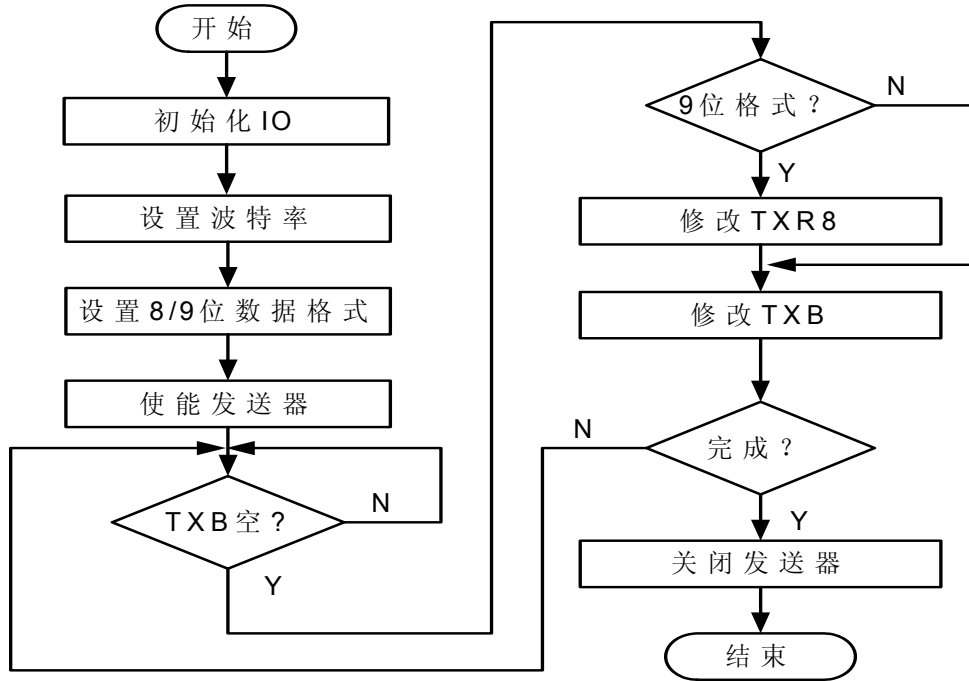 开始
初始化IO
设置波特率
设置8/9位数据格式
使能发送器
TXB空?
N
Y
9位格式?
N
Y
修改TXR8
修改TXB
完成?
N
Y
关闭发送器
结束